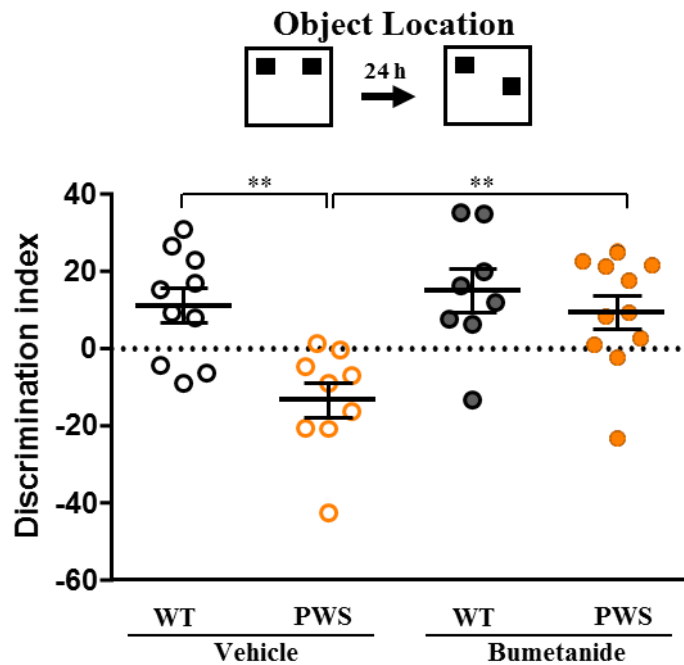 Object Location
24 h
** **
40
20
0
-20
-40
-60
Discrimination index
WT PWS WT PWS
Vehicle Bumetanide